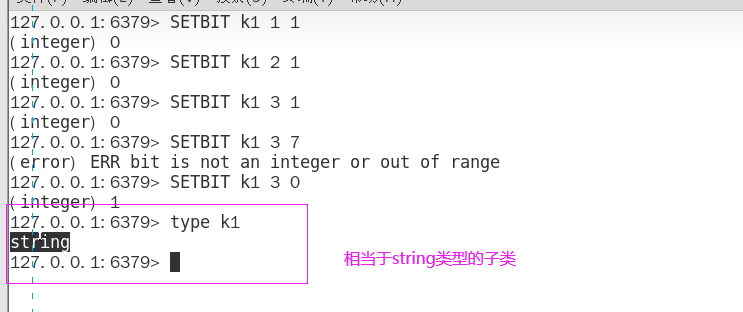 127.0.0.1:6379> SETBIT k1 1 1
(integer) 0
127.0.0.1:6379> SETBIT k1 2 1
(integer) 0
127.0.0.1:6379> SETBIT k1 3 1
(integer) 0
127.0.0.1:6379> SETBIT k1 3 7
(error) ERR bit is not an integer or out of range
127.0.0.1:6379> SETBIT k1 3 0
(integer) 1
127.0.0.1:6379> type k1
string
127.0.0.1:6379>
相当于string类型的子类